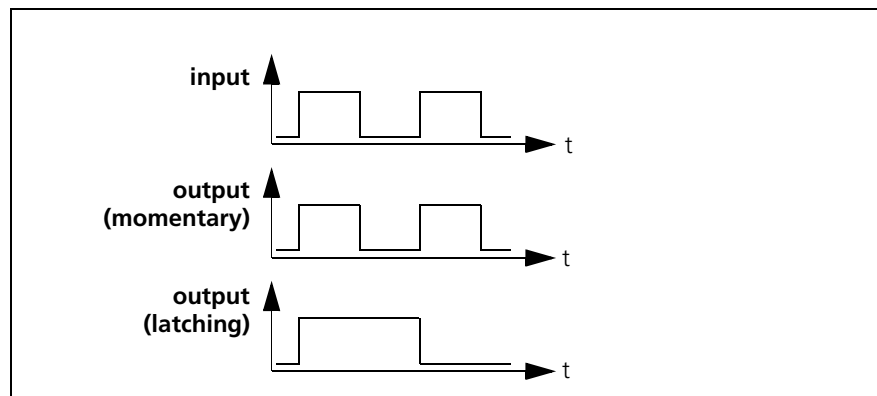 input
t
output
(momentary)
t
output
(latching)
t